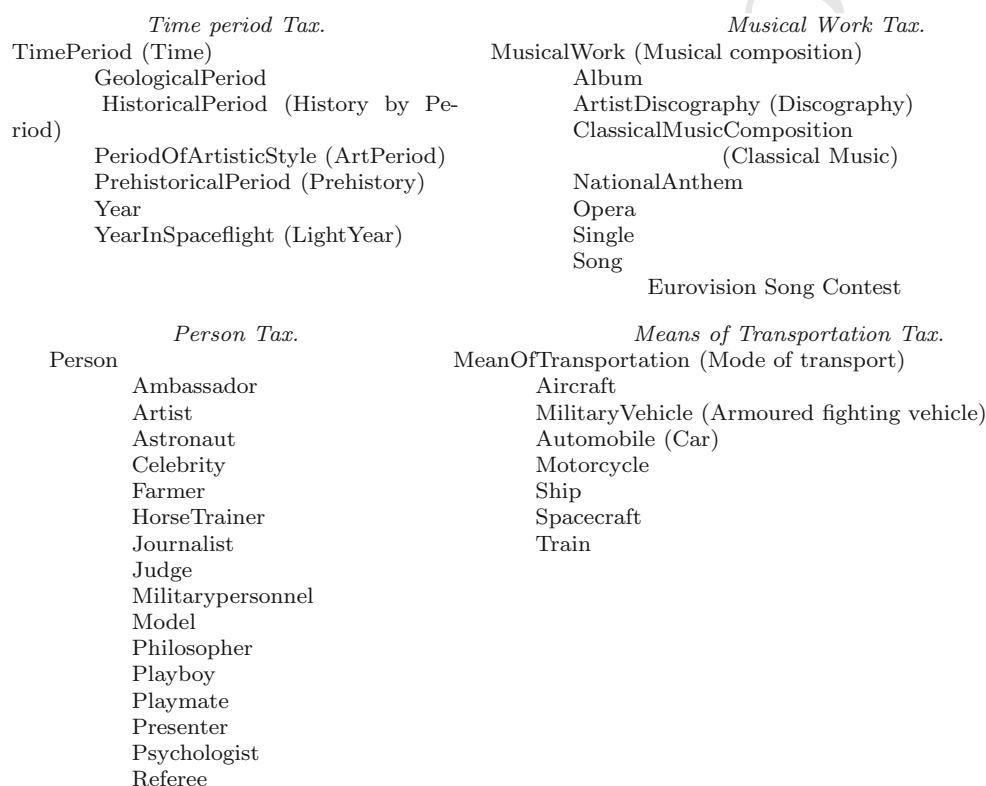 Time period Tax.
TimePeriod (Time)
GeologicalPeriod
HistoricalPeriod (History by Pe-
riod)
PeriodOfArtisticStyle (ArtPeriod)
PrehistoricalPeriod (Prehistory)
Year
YearInSpaceflight (LightYear)
Musical Work Tax.
MusicalWork (Musical composition)
Album
ArtistDiscography (Discography)
ClassicalMusicComposition
(Classical Music)
NationalAnthem
Opera
Single
Song
Eurovision Song Contest
Person Tax.
Person
Ambassador
Artist
Astronaut
Celebrity
Farmer
HorseTrainer
Journalist
Judge
Militarypersonnel
Model
Philosopher
Playboy
Playmate
Presenter
Psychologist
Referee
Means of Transportation Tax.
MeanOfTransportation (Mode of transport)
Aircraft
MilitaryVehicle (Armoured fighting vehicle)
Automobile (Car)
Motorcycle
Ship
Spacecraft
Train